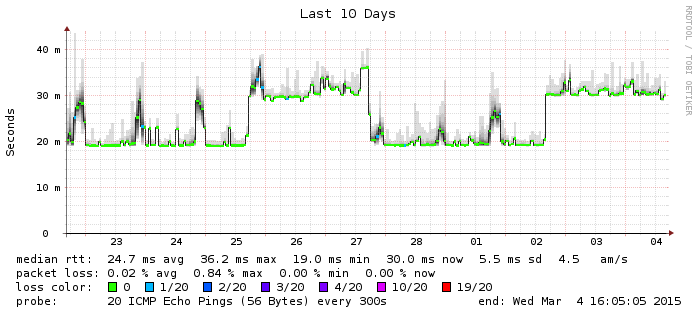 Last 10 Days
RRDTOOL / TOBI OETIKER
Seconds
40 m
30 m
20 m
10 m
0
23 24 25 26 27 28 01 02 03 04
median rtt: 24.7 ms avg 36.2 ms max 19.0 ms min 30.0 ms now 5.5 ms sd 4.5 am/s
packet loss: 0.02 % avg 0.84 % max 0.00 % min 0.00 % now
loss color: 0 1/20 2/20 3/20 4/20 10/20 19/20
probe: 20 ICMP Echo Pings (56 Bytes) every 300s end: Wed Mar 4 16:05:05 2015